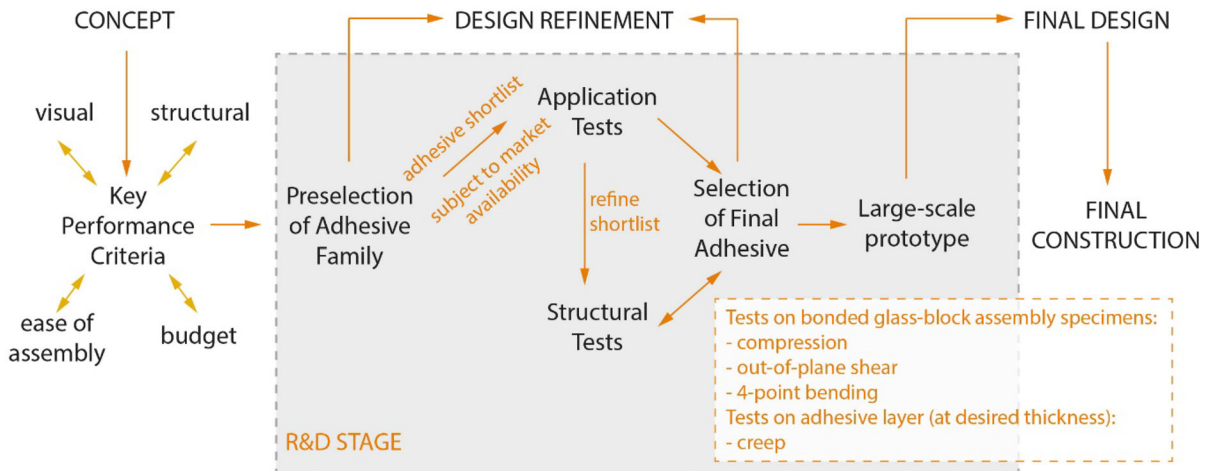 CONCEPT
DESIGN REFINEMENT
FINAL DESIGN
visual
structural
Key
Performance
Criteria
ease of
assembly
budget
Preselection
of Adhesive
Family
adhesive shortlist
subject to market
availability
Application
Tests
refine
shortlist
Structural
Tests
Selection
of Final
Adhesive
Large-scale
prototype
FINAL
CONSTRUCTION
Tests on bonded glass-block assembly specimens:
- compression
- out-of-plane shear
- 4-point bending
Tests on adhesive layer (at desired thickness):
- creep
R&D STAGE